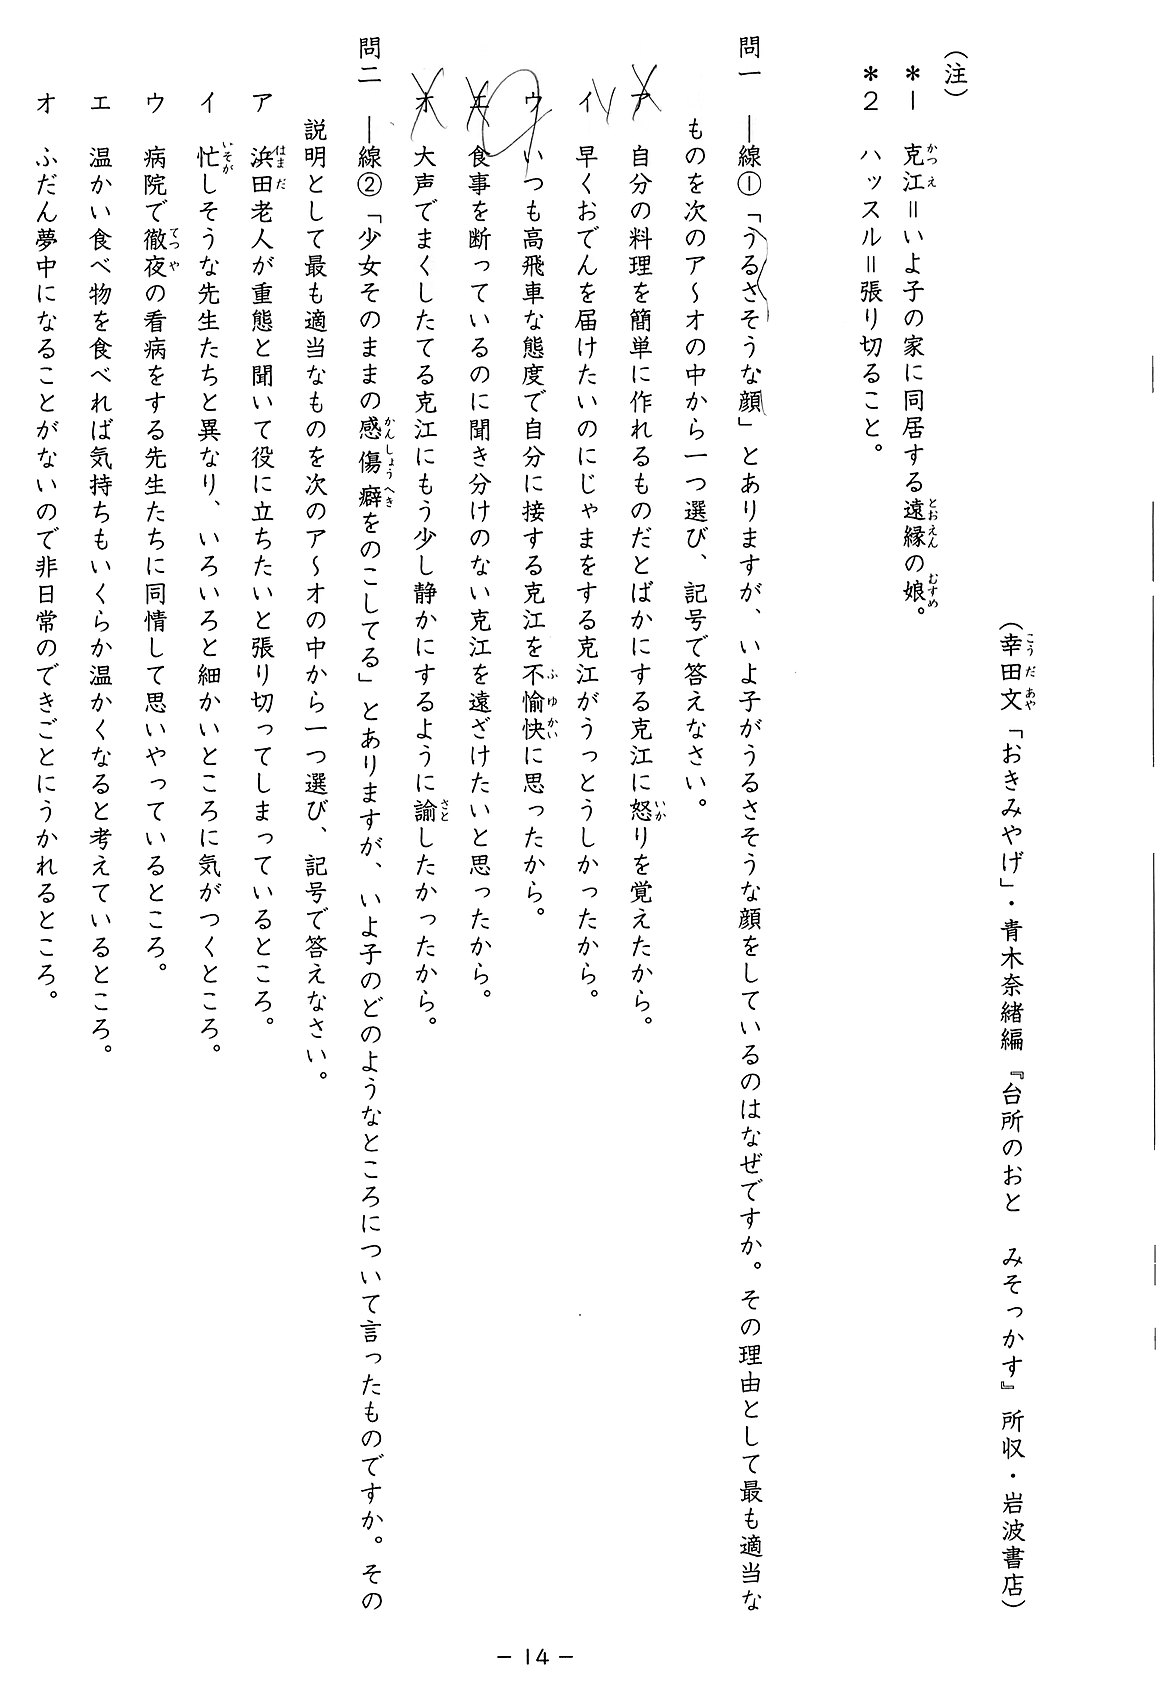 (幸田文「おきみやげ」・青木奈緒編『台所のおと　みそっかす』所収・岩波書店)
(注)
＊1　克江＝いよ子の家に同居する遠縁の娘。
＊2　ハッスル＝張り切ること。
問一　―線①「うるさそうな顔」とありますが、いよ子がうるさそうな顔をしているのはなぜですか。その理由として最も適当な
ものを次のア～オの中から一つ選び、記号で答えなさい。
ア　自分の料理を簡単に作れるものだとばかにする克江に怒りを覚えたから。
イ　早くおでんを届けたいのにじゃまをする克江がうっとうしかったから。
ウ　いつも高飛車な態度で自分に接する克江を不愉快に思ったから。
エ　食事を断っているのに聞き分けのない克江を遠ざけたいと思ったから。
オ　大声でまくしたてる克江にもう少し静かにするように諭したかったから。
問二　―線②「少女そのままの感傷癖をのこしてる」とありますが、いよ子のどのようなところについて言ったものですか。その
説明として最も適当なものを次のア～オの中から一つ選び、記号で答えなさい。
ア　浜田老人が重態と聞いて役に立ちたいと張り切ってしまっているところ。
イ　忙しそうな先生たちと異なり、いろいろと細かいところに気がつくところ。
ウ　病院で徹夜の看病をする先生たちに同情して思いやっているところ。
エ　温かい食べ物を食べれば気持ちもいくらか温かくなると考えているところ。
オ　ふだん夢中になることがないので非日常のできごとにうかれるところ。
－14－